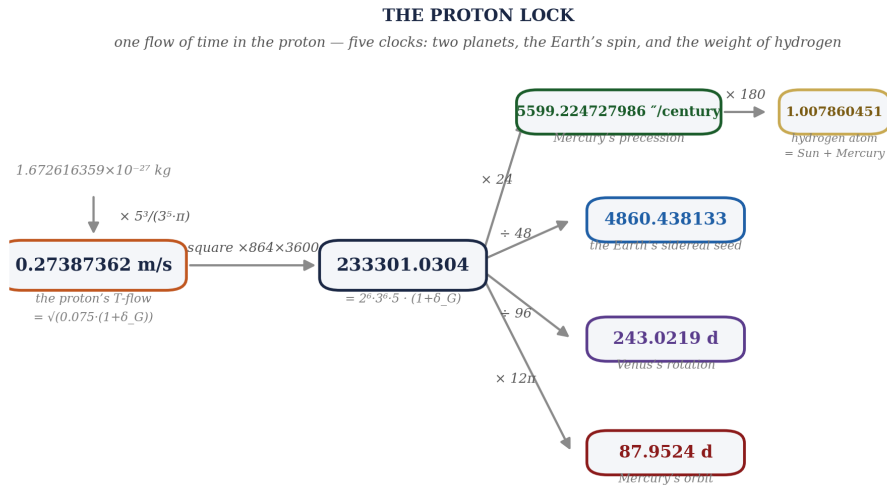 THE PROTON LOCK
one flow of time in the proton — five clocks: two planets, the Earth’s spin, and the weight of hydrogen
× 180
5599.224727986 ″/century
1.007860451
Mercury’s precession
hydrogen atom
= Sun + Mercury
1.672616359×10⁻²⁷ kg
× 24
× 5³/(3⁵·π)
4860.438133
÷ 48
the Earth’s sidereal seed
square ×864×3600
0.27387362 m/s
233301.0304
the proton’s T-flow
= 2⁶·3⁶·5 · (1+δ_G)
= √(0.075·(1+δ_G))
÷ 96
243.0219 d
Venus’s rotation
× 12π
87.9524 d
Mercury’s orbit